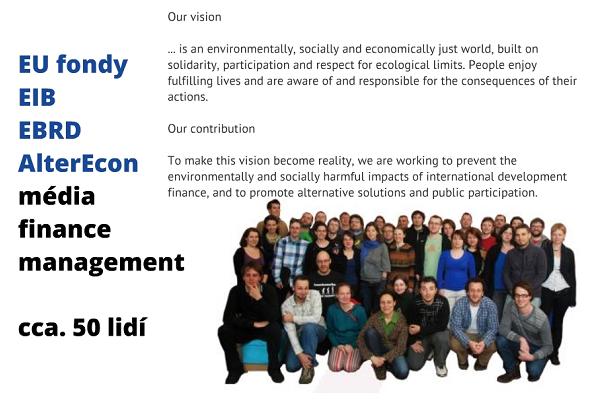 EU fondy
EIB
EBRD
AlterEcon
média
finance
management
cca. 50 lidí
Our vision
... is an environmentally, socially and economically just world, built on
solidarity, participation and respect for ecological limits. People enjoy
fulfilling lives and are aware of and responsible for the consequences of their
actions.
Our contribution
To make this vision become reality, we are working to prevent the
environmentally and socially harmful impacts of international development
finance, and to promote alternative solutions and public participation.